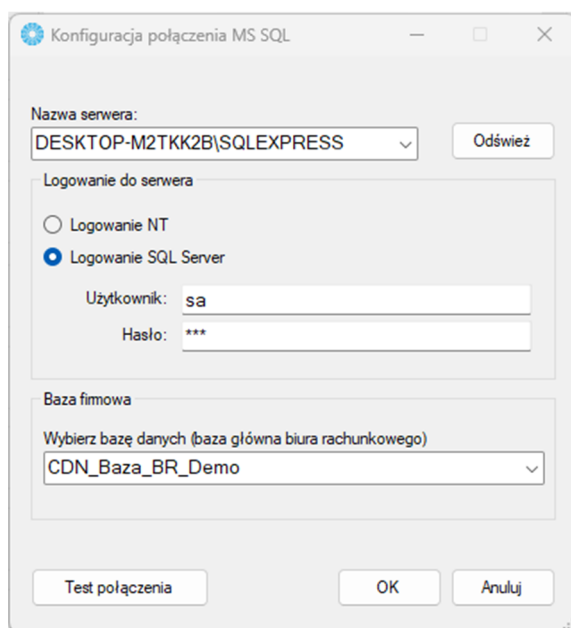 Konfiguracja połączenia MS SQL
Nazwa serwera:
DESKTOP-M2TKK2B\SQLEXPRESS
Odśwież
Logowanie do serwera
Logowanie NT
Logowanie SQL Server
Użytkownik: sa
Hasło: ***
Baza firmowa
Wybierz bazę danych (baza główna biura rachunkowego)
CDN_Baza_BR_Demo
Test połączenia OK Anuluj